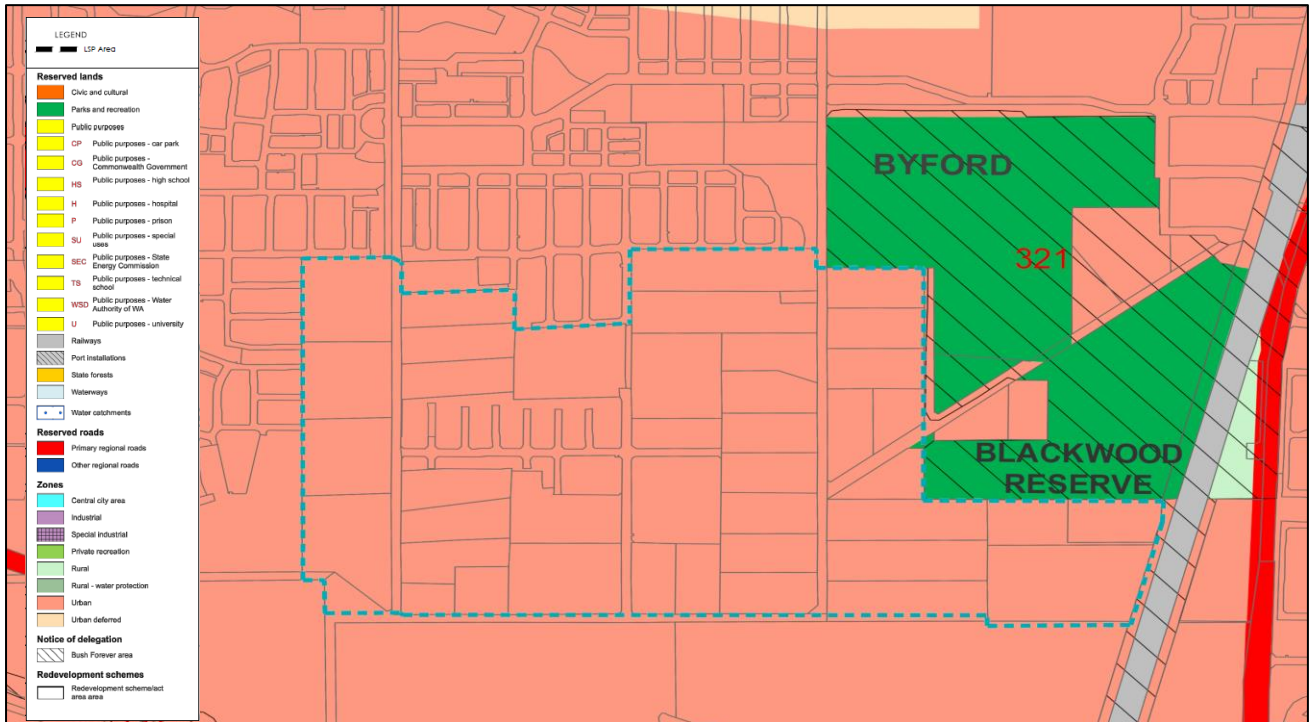 LEGEND
LSP Area
Reserved lands
Civic and cultural
Parks and recreation
Public purposes
CP Public purposes - car park
CG Public purposes -
Commonwealth Government
HS Public purposes - high school
H Public purposes - hospital
P Public purposes - prison
SU Public purposes - special
uses
SEC Public purposes - State
Energy Commission
TS Public purposes - technical
school
WSD Public purposes - Water
Authority of WA
U Public purposes - university
Railways
Port installations
State forests
Waterways
Water catchments
Reserved roads
Primary regional roads
Other regional roads
Zones
Central city area
Industrial
Special industrial
Private recreation
Rural
Rural - water protection
Urban
Urban deferred
Notice of delegation
Bush Forever area
Redevelopment schemes
Redevelopment scheme/act
area area
BYFORD
321
BLACKWOOD
RESERVE